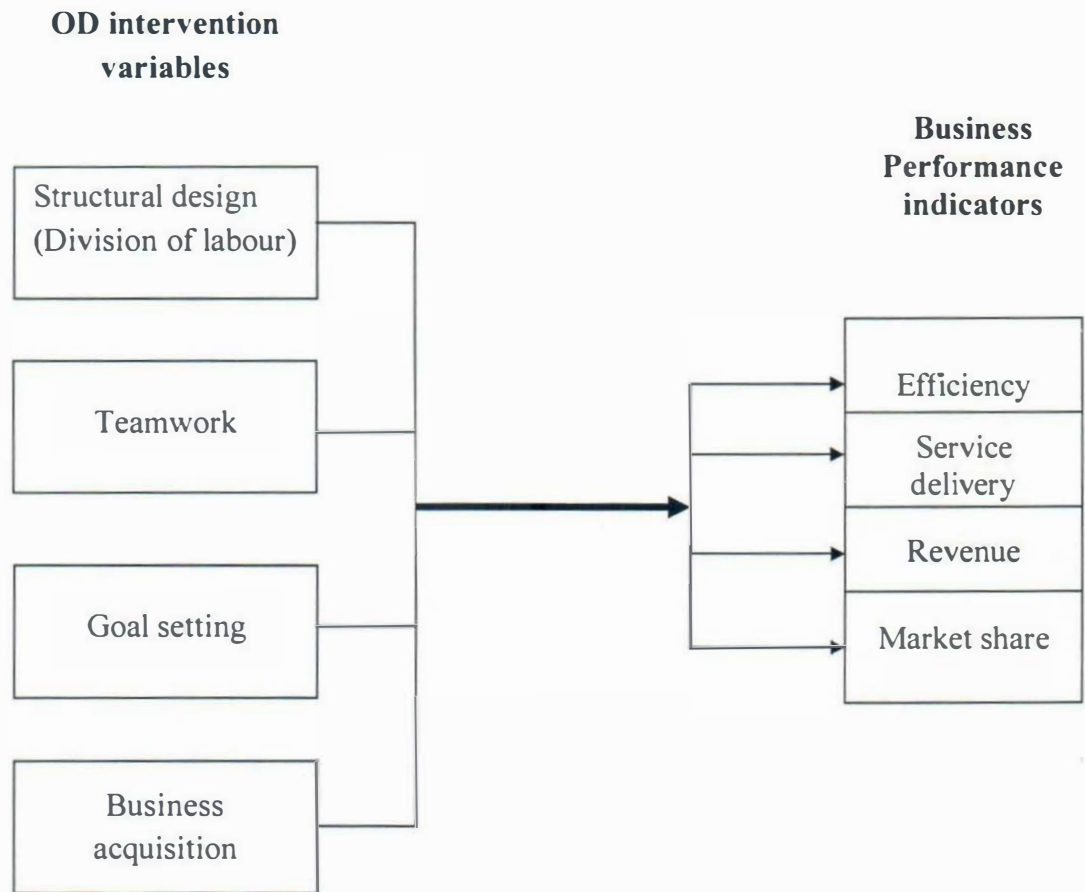 OD intervention
variables
Business
Performance
indicators
Structural design
(Division of labour)
Teamwork
Goal setting
Business
acquisition
Efficiency
Service
delivery
Revenue
Market share